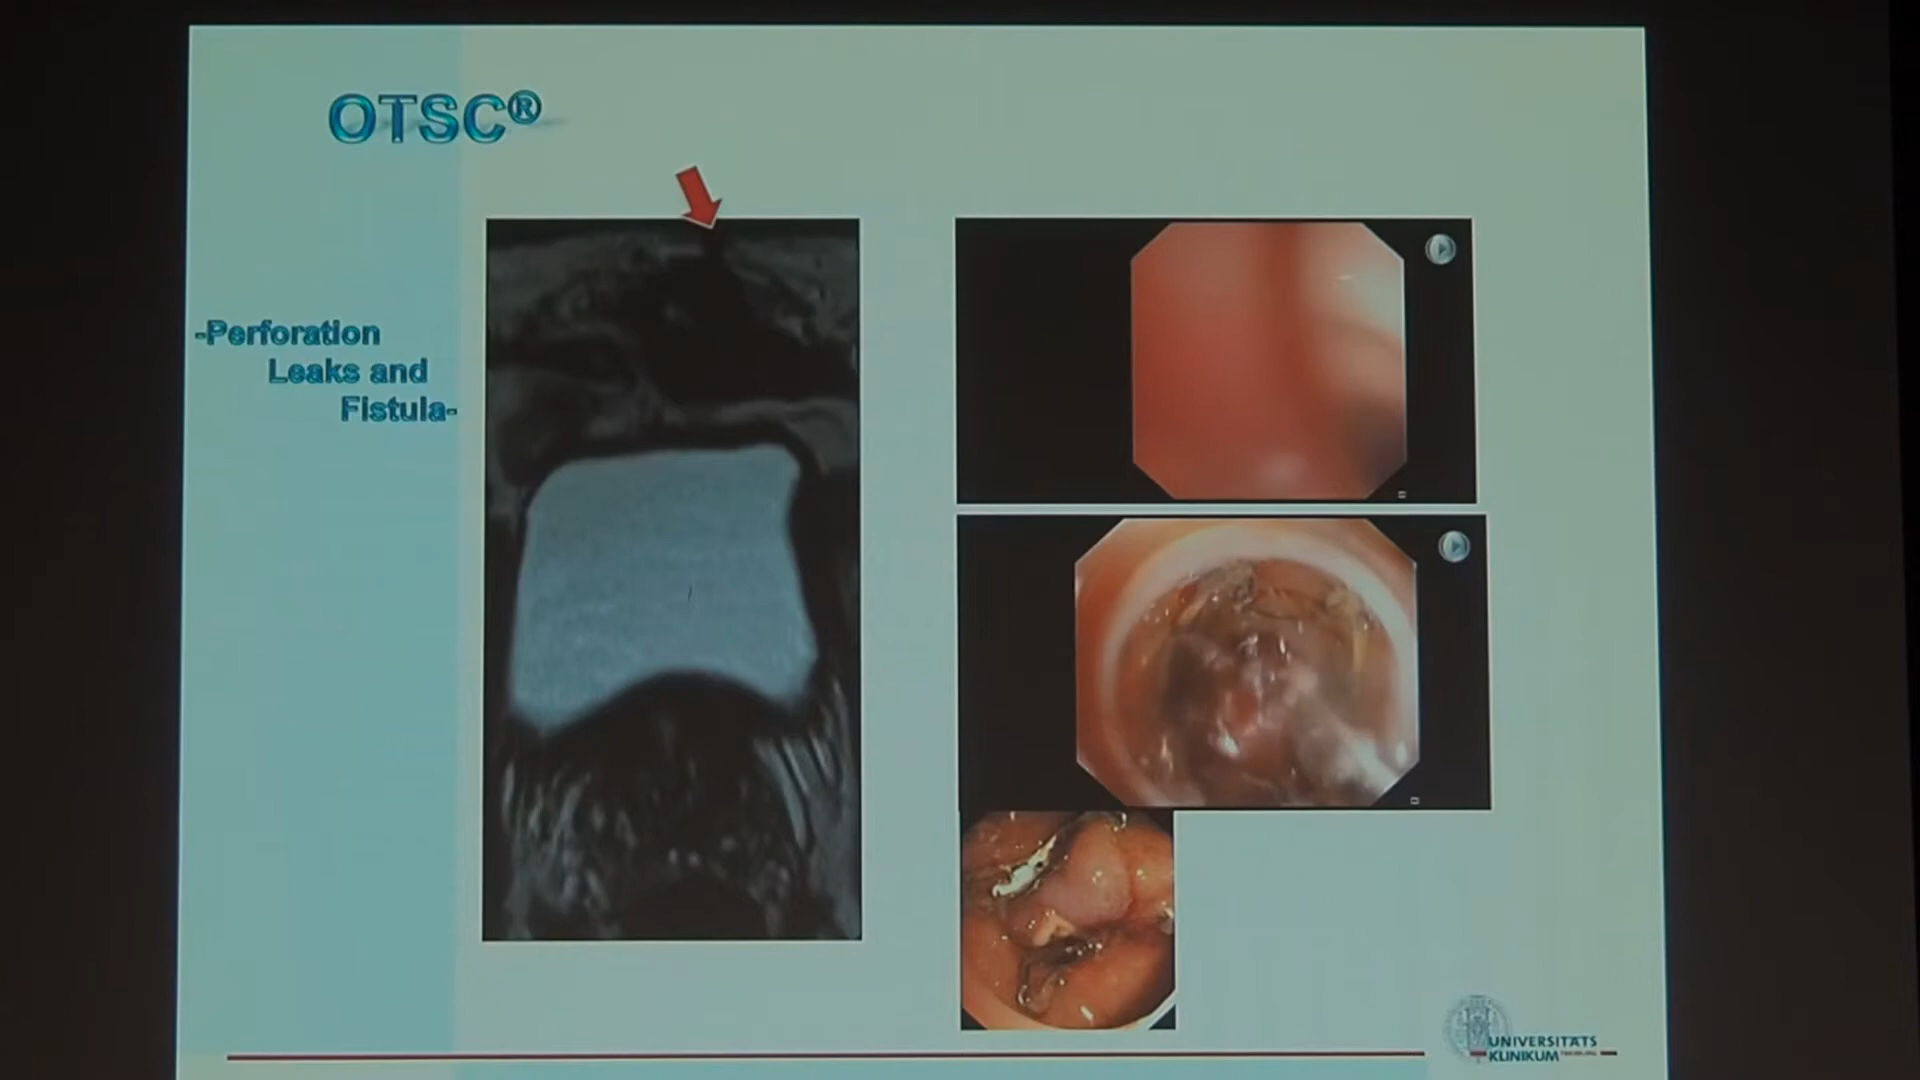 OTSC®
-Perforation
Leaks and
Fistula-
UNIVERSITÄTS
KLINIKUM